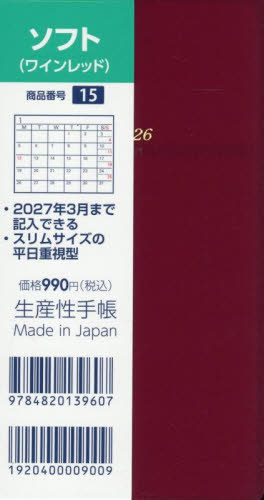 ソフト
(ワインレッド)
商品番号 15
1
M T W T F S/S
26
・2027年3月まで
記入できる
・スリムサイズの
平日重視型
価格990円(税込)
生産性手帳
Made in Japan
9784820139607
1920400009009